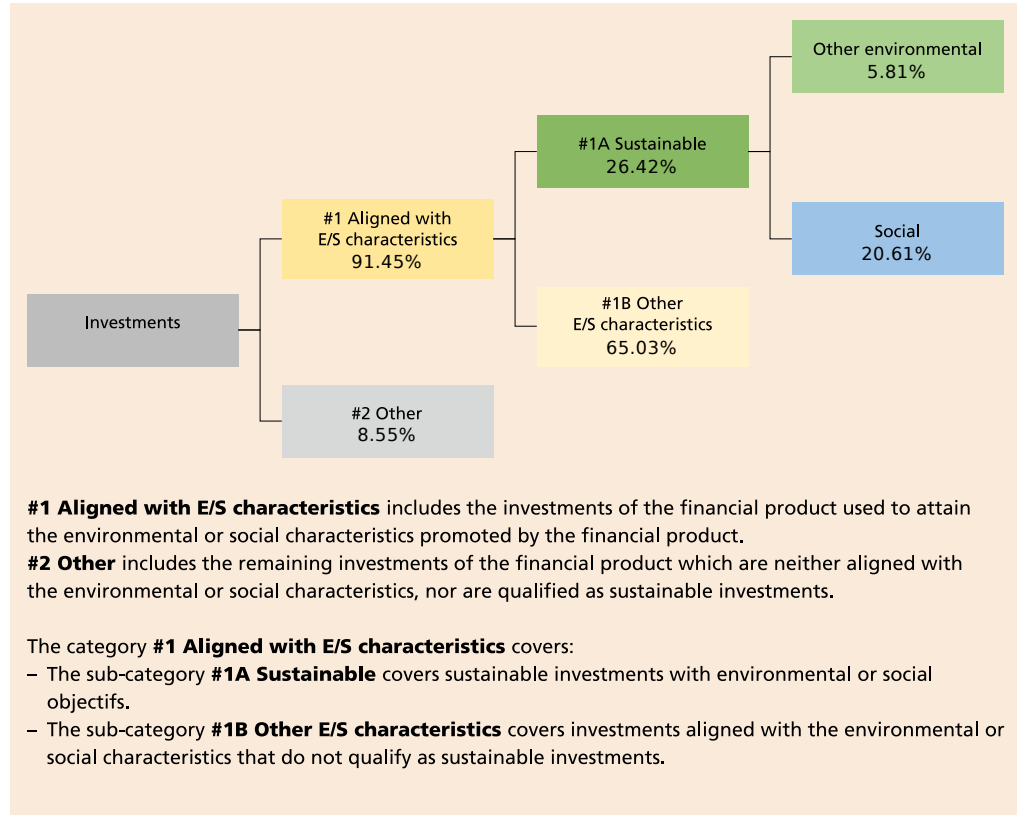 Other environmental
5.81%
#1A Sustainable
26.42%
#1 Aligned with
E/S characteristics
91.45%
Social
20.61%
#1B Other
E/S characteristics
65.03%
Investments
#2 Other
8.55%
#1 Aligned with E/S characteristics includes the investments of the financial product used to attain
the environmental or social characteristics promoted by the financial product.
#2 Other includes the remaining investments of the financial product which are neither aligned with
the environmental or social characteristics, nor are qualified as sustainable investments.
The category #1 Aligned with E/S characteristics covers:
– The sub-category #1A Sustainable covers sustainable investments with environmental or social
objectifs.
– The sub-category #1B Other E/S characteristics covers investments aligned with the environmental or
social characteristics that do not qualify as sustainable investments.